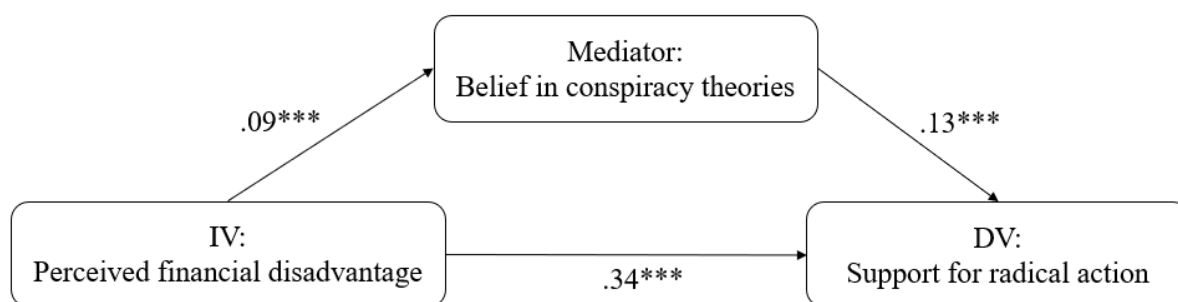 Mediator:
Belief in conspiracy theories
.09***
.13***
IV:
Perceived financial disadvantage
.34***
DV:
Support for radical action